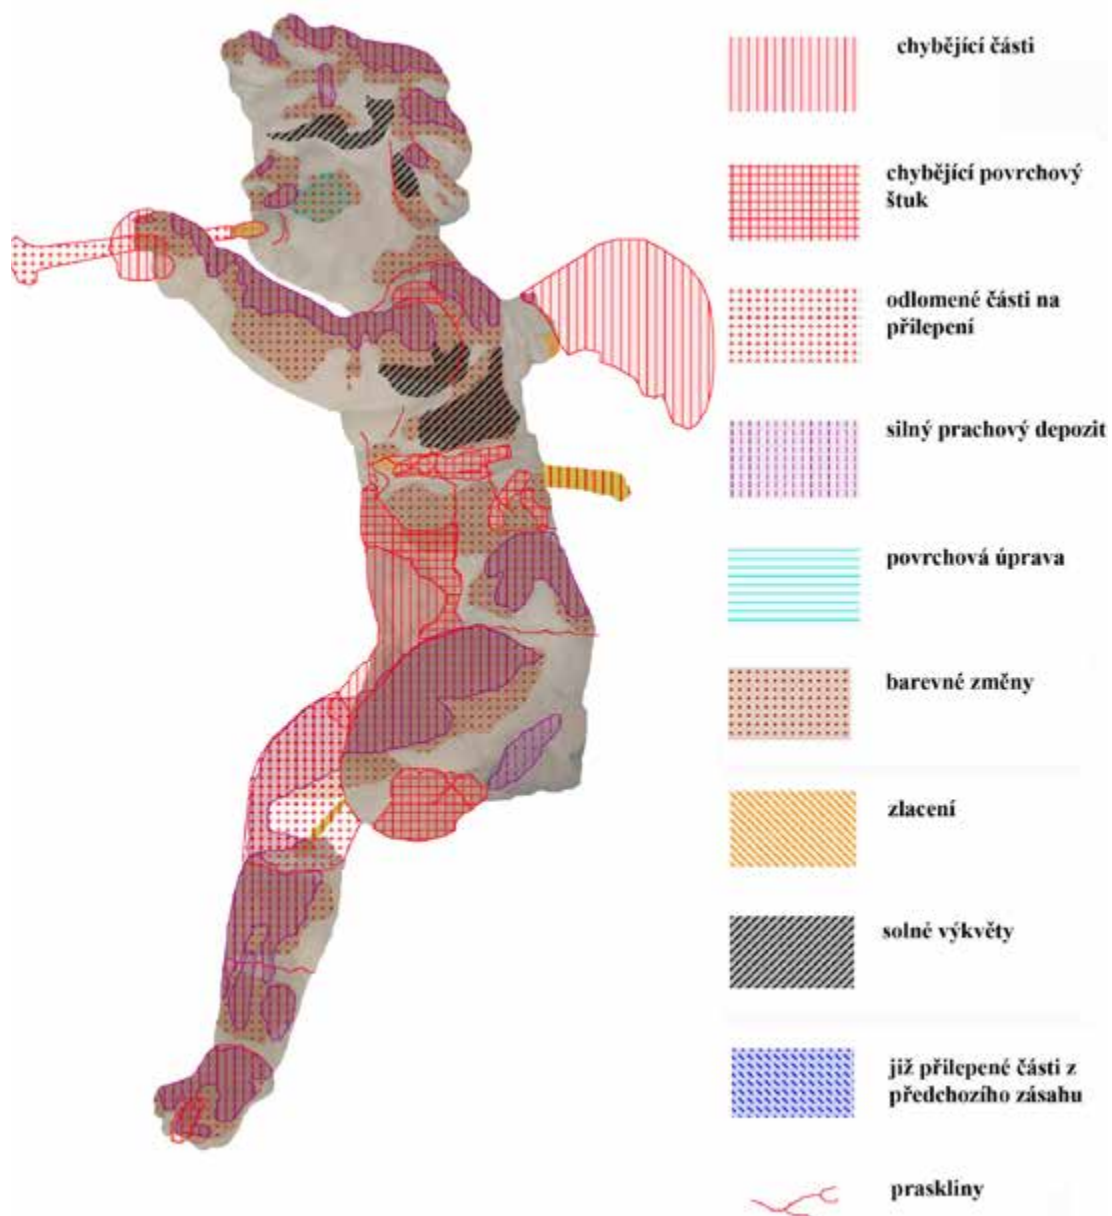 chybějící části
chybějící povrchový
štuk
odlomené části na
přilepení
silný prachový depozit
povrchová úprava
barevné změny
zlacení
solné výkvěty
již přilepené části z
předchozího zásahu
praskliny